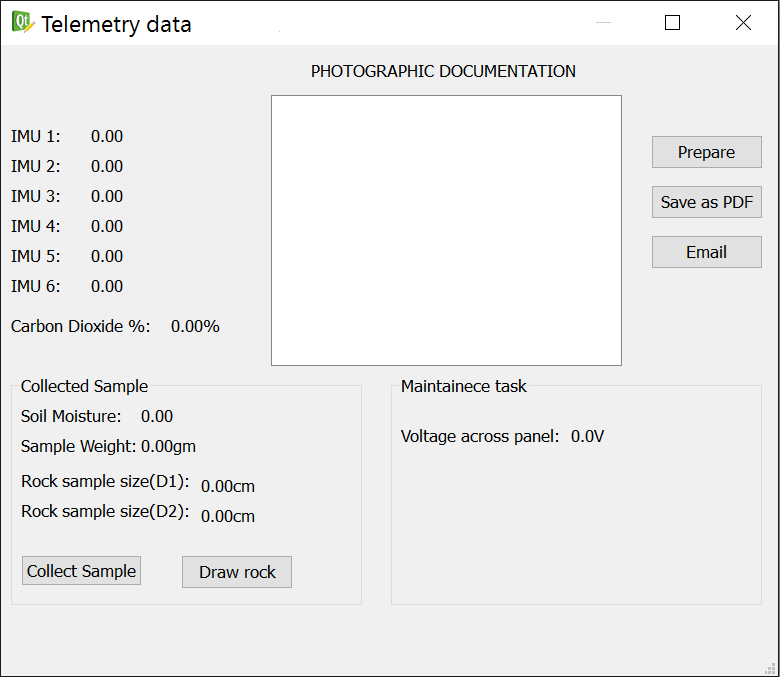 Qt Telemetry data
PHOTOGRAPHIC DOCUMENTATION
IMU 1: 0.00
IMU 2: 0.00
IMU 3: 0.00
IMU 4: 0.00
IMU 5: 0.00
IMU 6: 0.00
Carbon Dioxide %: 0.00%
Prepare
Save as PDF
Email
Collected Sample
Soil Moisture: 0.00
Sample Weight: 0.00gm
Rock sample size(D1): 0.00cm
Rock sample size(D2): 0.00cm
Collect Sample Draw rock
Maintainece task
Voltage across panel: 0.0V